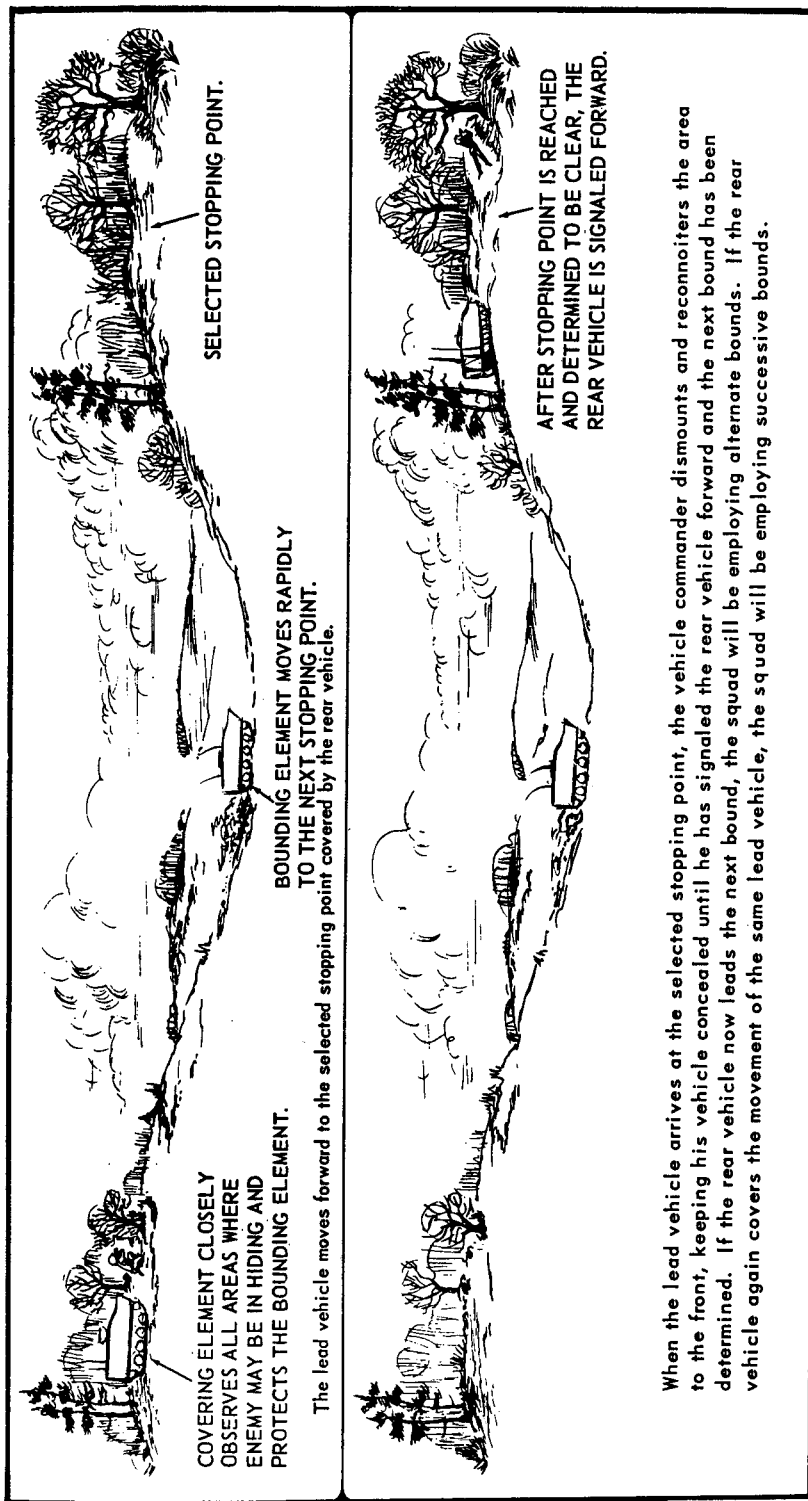 COVERING ELEMENT CLOSELY
OBSERVES ALL AREAS WHERE
ENEMY MAY BE IN HIDING AND
PROTECTS THE BOUNDING ELEMENT.
BOUNDING ELEMENT MOVES RAPIDLY
TO THE NEXT STOPPING POINT.
SELECTED STOPPING POINT.
The lead vehicle moves forward to the selected stopping point covered by the rear vehicle.
AFTER STOPPING POINT IS REACHED
AND DETERMINED TO BE CLEAR, THE
REAR VEHICLE IS SIGNALED FORWARD.
When the lead vehicle arrives at the selected stopping point, the vehicle commander dismounts and reconnoiters the area
to the front, keeping his vehicle concealed until he has signaled the rear vehicle forward and the next bound has been
determined. If the rear vehicle now leads the next bound, the squad will be employing alternate bounds. If the rear
vehicle again covers the movement of the same lead vehicle, the squad will be employing successive bounds.